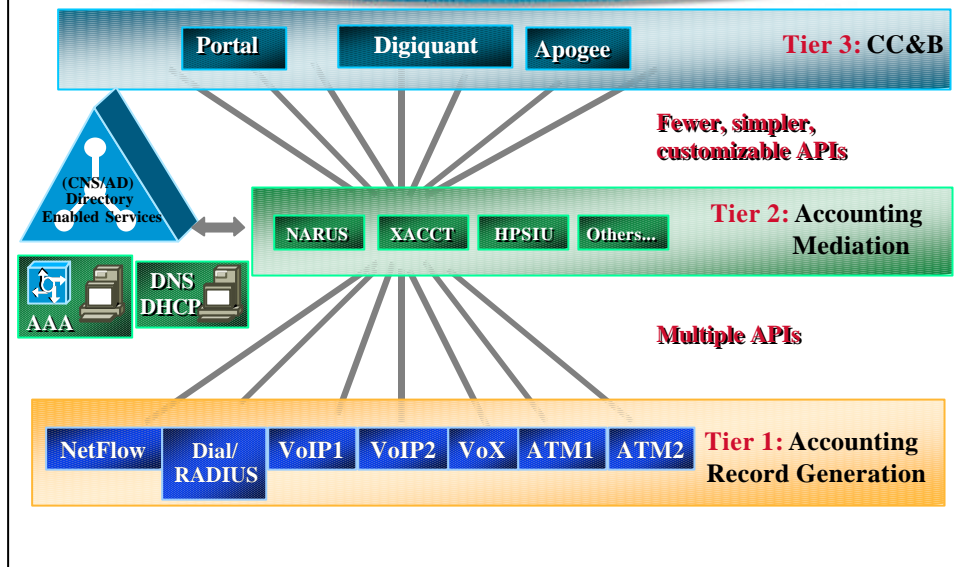 Portal
Digiquant
Apogee
Tier 3: CC&B
Fewer, simpler,
customizable APIs
(CNS/AD)
Directory
Enabled Services
NARUS
XACCT
HPSIU
Others...
Tier 2: Accounting
Mediation
AAA
DNS
DHCP
Multiple APIs
NetFlow
Dial/
RADIUS
VoIP1
VoIP2
VoX
ATM1
ATM2
Tier 1: Accounting
Record Generation